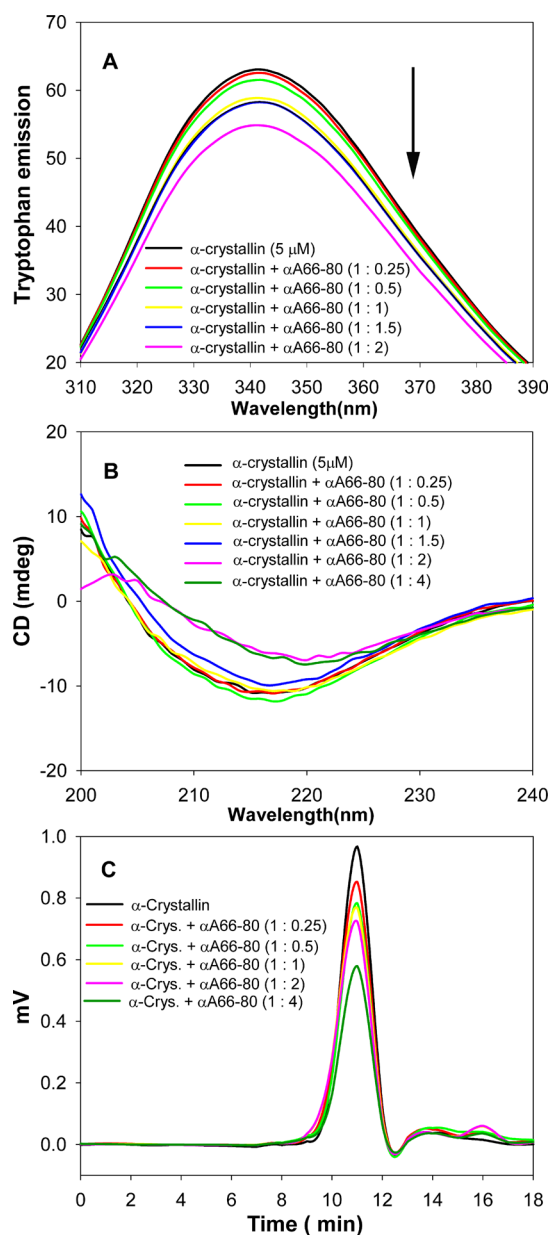 A
Tryptophan emission
70
60
50
40
30
20
α-crystallin (5 μM)
α-crystallin + αA66-80 (1 : 0.25)
α-crystallin + αA66-80 (1 : 0.5)
α-crystallin + αA66-80 (1 : 1)
α-crystallin + αA66-80 (1 : 1.5)
α-crystallin + αA66-80 (1 : 2)
310 320 330 340 350 360 370 380 390
Wavelength(nm)
B
CD (mdeg)
20
10
0
-10
-20
α-crystallin (5μM)
α-crystallin + αA66-80 (1 : 0.25)
α-crystallin + αA66-80 (1 : 0.5)
α-crystallin + αA66-80 (1 : 1)
α-crystallin + αA66-80 (1 : 1.5)
α-crystallin + αA66-80 (1 : 2)
α-crystallin + αA66-80 (1 : 4)
200 210 220 230 240
Wavelength(nm)
C
mV
1.0
0.8
0.6
0.4
0.2
0.0
α-Crystallin
α-Crys. + αA66-80 (1 : 0.25)
α-Crys. + αA66-80 (1 : 0.5)
α-Crys. + αA66-80 (1 : 1)
α-Crys. + αA66-80 (1 : 2)
α-Crys. + αA66-80 (1 : 4)
0 2 4 6 8 10 12 14 16 18
Time ( min)